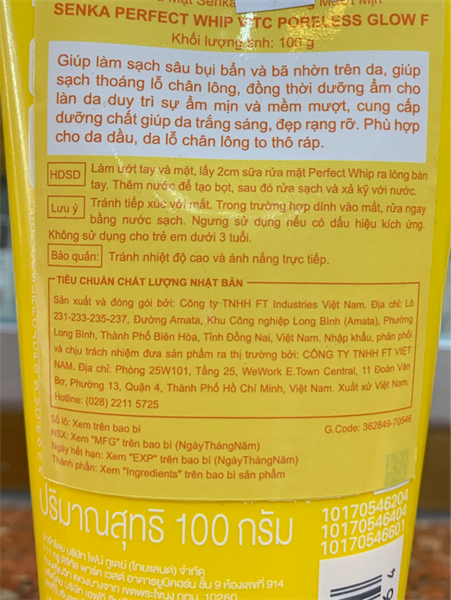 SENKA PERFECT WHIP VITC PORELESS GLOW F
Khối lượng tịnh: 100 g
Giúp làm sạch sâu bụi bẩn và bã nhờn trên da, giúp
sạch thoáng lỗ chân lông, đồng thời dưỡng ẩm cho
làn da duy trì sự ẩm mịn và mềm mượt, cung cấp
dưỡng chất giúp da trắng sáng, đẹp rạng rỡ. Phù hợp
cho da dầu, da lỗ chân lông to thô ráp.
HDSD Làm ướt tay và mặt, lấy 2cm sữa rửa mặt Perfect Whip ra lòng bàn
tay. Thêm nước để tạo bọt, sau đó rửa sạch và xả kỹ với nước.
Lưu ý Tránh tiếp xúc với mắt. Trong trường hợp dính vào mắt, rửa ngay
bằng nước sạch. Ngưng sử dụng nếu có dấu hiệu kích ứng.
Không sử dụng cho trẻ em dưới 3 tuổi.
Bảo quản: Tránh nhiệt độ cao và ánh nắng trực tiếp.
TIÊU CHUẨN CHẤT LƯỢNG NHẬT BẢN
Sản xuất và đóng gói bởi: Công ty TNHH FT Industries Việt Nam. Địa chỉ: Lô
231-233-235-237, Đường Amata, Khu Công nghiệp Long Bình (Amata), Phường
Long Bình, Thành Phố Biên Hòa, Tỉnh Đồng Nai, Việt Nam. Nhập khẩu, phân phối
và chịu trách nhiệm đưa sản phẩm ra thị trường bởi: CÔNG TY TNHH FT VIỆT
NAM. Địa chỉ: Phòng 25W101, Tầng 25, WeWork E.Town Central, 11 Đoàn Văn
Bơ, Phường 13, Quận 4, Thành Phố Hồ Chí Minh, Việt Nam. Xuất xứ Việt Nam.
Hotline: (028) 2211 5725
Số lô: Xem trên bao bì G.Code: 362849-70546
NSX: Xem "MFG" trên bao bì (NgàyThángNăm)
Ngày hết hạn: Xem "EXP" trên bao bì (NgàyThángNăm)
Thành phần: Xem "Ingredients" trên bao bì sản phẩm
ปริมาณสุทธิ 100 กรัม
10170546204
10170546404
10170546601